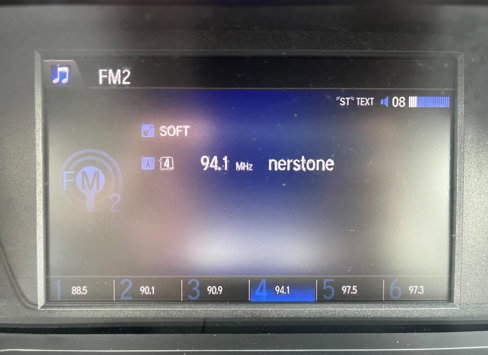 FM2
"ST" TEXT 08
SOFT
4 94.1 MHz nerstone
FM 2
1 88.5 2 90.1 3 90.9 4 94.1 5 97.5 6 97.3